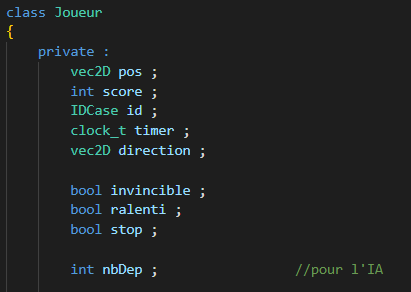 class Joueur
{
private :
vec2D pos ;
int score ;
IDCase id ;
clock_t timer ;
vec2D direction ;
bool invincible ;
bool ralenti ;
bool stop ;
int nbDep ; //pour l'IA